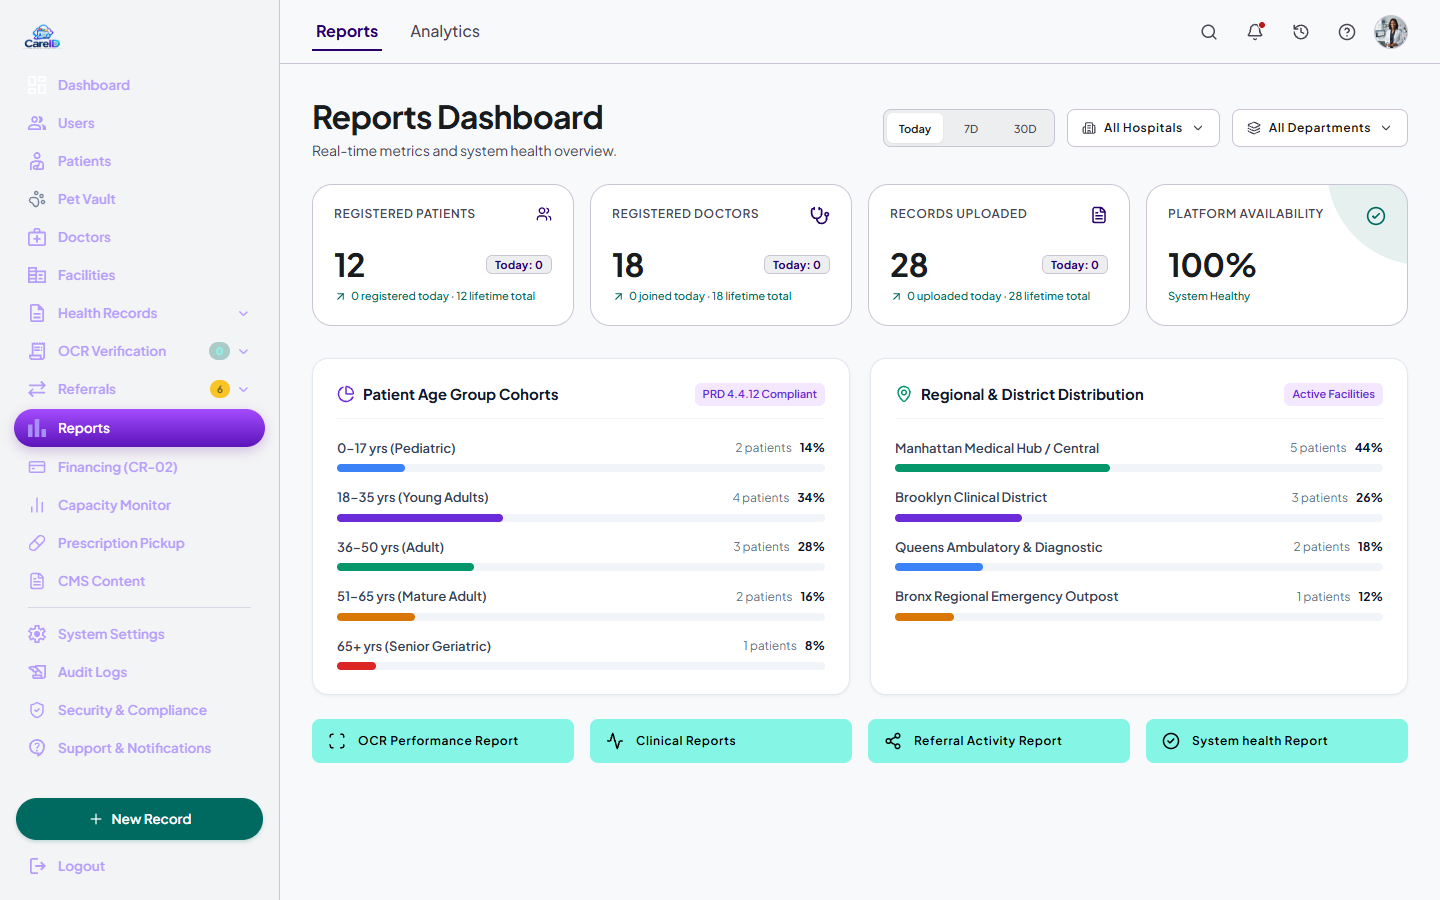 CareID
Dashboard
Users
Patients
Pet Vault
Doctors
Facilities
Health Records
OCR Verification 0
Referrals 6
Reports
Financing (CR-02)
Capacity Monitor
Prescription Pickup
CMS Content
System Settings
Audit Logs
Security & Compliance
Support & Notifications
New Record
Logout
Reports Analytics
Reports Dashboard
Real-time metrics and system health overview.
Today 7D 30D All Hospitals All Departments
REGISTERED PATIENTS
12 Today: 0
0 registered today · 12 lifetime total
REGISTERED DOCTORS
18 Today: 0
0 joined today · 18 lifetime total
RECORDS UPLOADED
28 Today: 0
0 uploaded today · 28 lifetime total
PLATFORM AVAILABILITY
100%
System Healthy
Patient Age Group Cohorts PRD 4.4.12 Compliant
0–17 yrs (Pediatric) 2 patients 14%
18–35 yrs (Young Adults) 4 patients 34%
36–50 yrs (Adult) 3 patients 28%
51–65 yrs (Mature Adult) 2 patients 16%
65+ yrs (Senior Geriatric) 1 patients 8%
Regional & District Distribution Active Facilities
Manhattan Medical Hub / Central 5 patients 44%
Brooklyn Clinical District 3 patients 26%
Queens Ambulatory & Diagnostic 2 patients 18%
Bronx Regional Emergency Outpost 1 patients 12%
OCR Performance Report
Clinical Reports
Referral Activity Report
System health Report